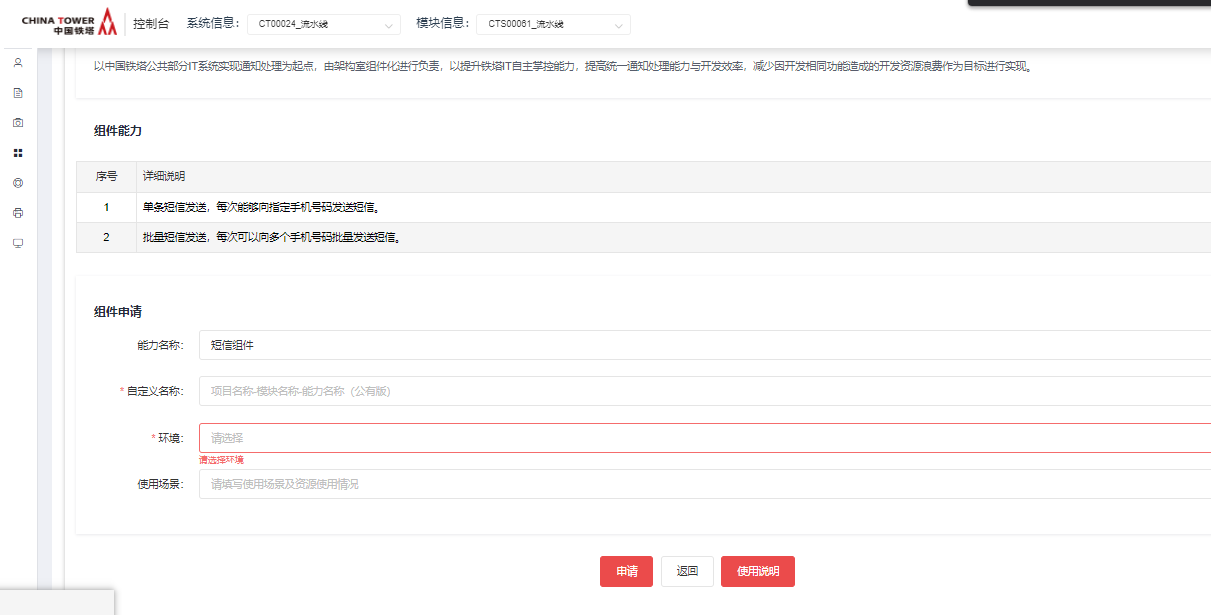 CHINA TOWER
中国铁塔
控制台 系统信息: CT00024_流水线 模块信息: CTS00061_流水线
以中国铁塔公共部分IT系统实现通知处理为起点，由架构室组件化进行负责，以提升铁塔IT自主掌控能力，提高统一通知处理能力与开发效率，减少因开发相同功能造成的开发资源浪费作为目标进行实现。
组件能力
序号 详细说明
1 单条短信发送，每次能够向指定手机号码发送短信。
2 批量短信发送，每次可以向多个手机号码批量发送短信。
组件申请
能力名称: 短信组件
* 自定义名称: 项目名称-模块名称-能力名称（公有版）
* 环境: 请选择
请选择环境
使用场景: 请填写使用场景及资源使用情况
申请 返回 使用说明